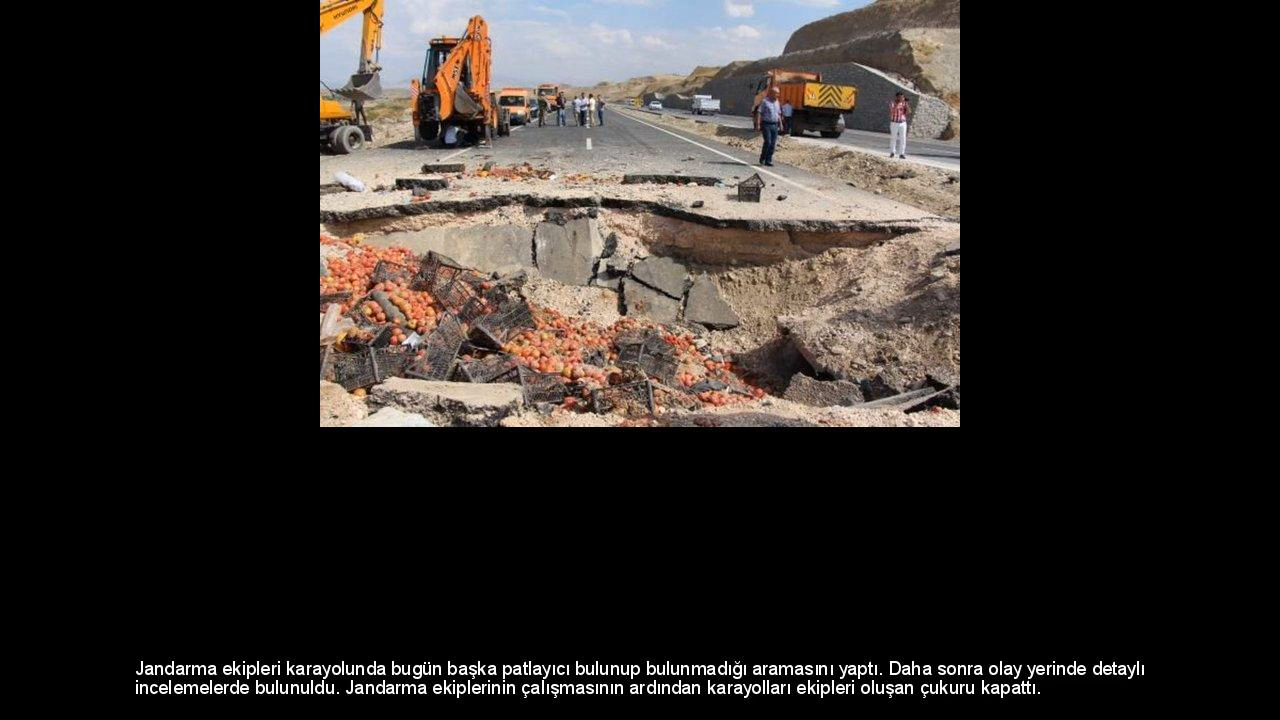 HYUNDAI
Jandarma ekipleri karayolunda bugün başka patlayıcı bulunup bulunmadığı aramasını yaptı. Daha sonra olay yerinde detaylı
incelemelerde bulunuldu. Jandarma ekiplerinin çalışmasının ardından karayolları ekipleri oluşan çukuru kapattı.